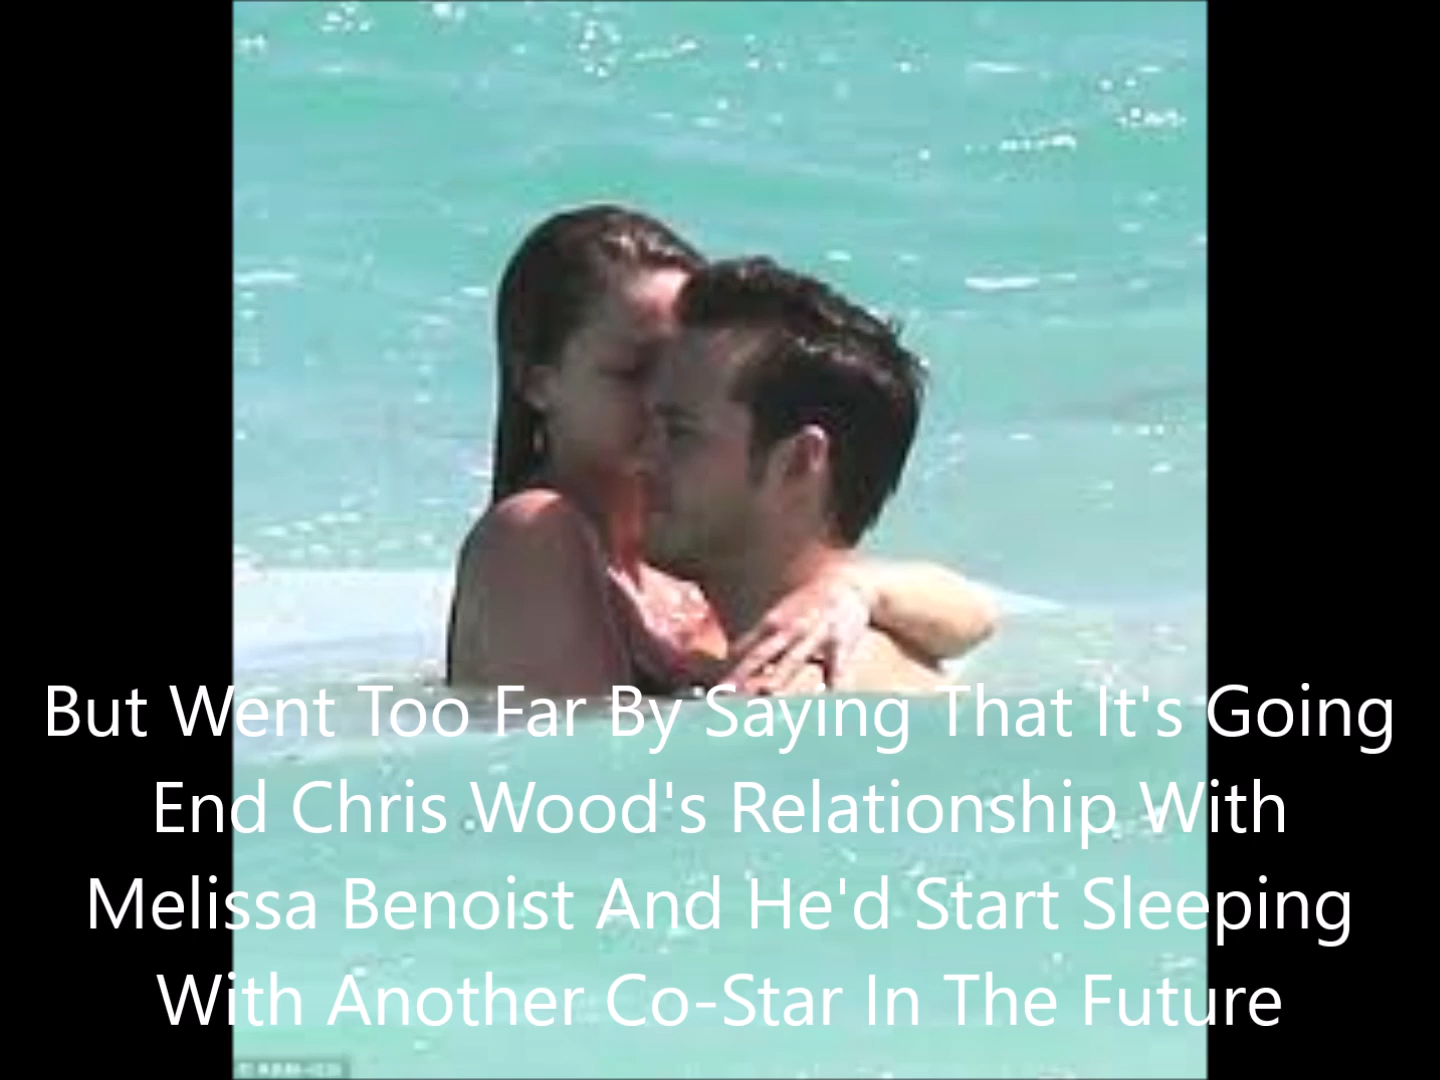 But Went Too Far By Saying That It's Going
End Chris Wood's Relationship With
Melissa Benoist And He'd Start Sleeping
With Another Co-Star In The Future